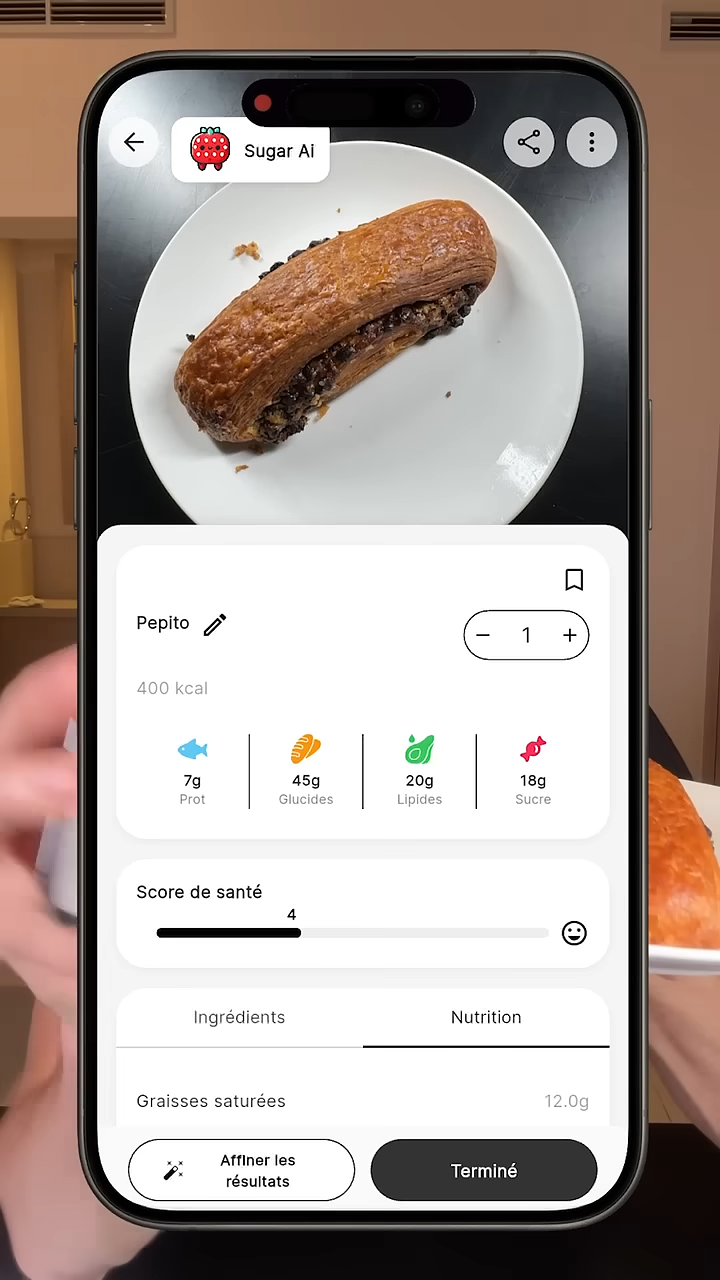 Sugar Ai
Pepito
1
400 kcal
7g
Prot
45g
Glucides
20g
Lipides
18g
Sucre
Score de santé
4
Ingrédients
Nutrition
Graisses saturées
12.0g
Affiner les
résultats
Terminé